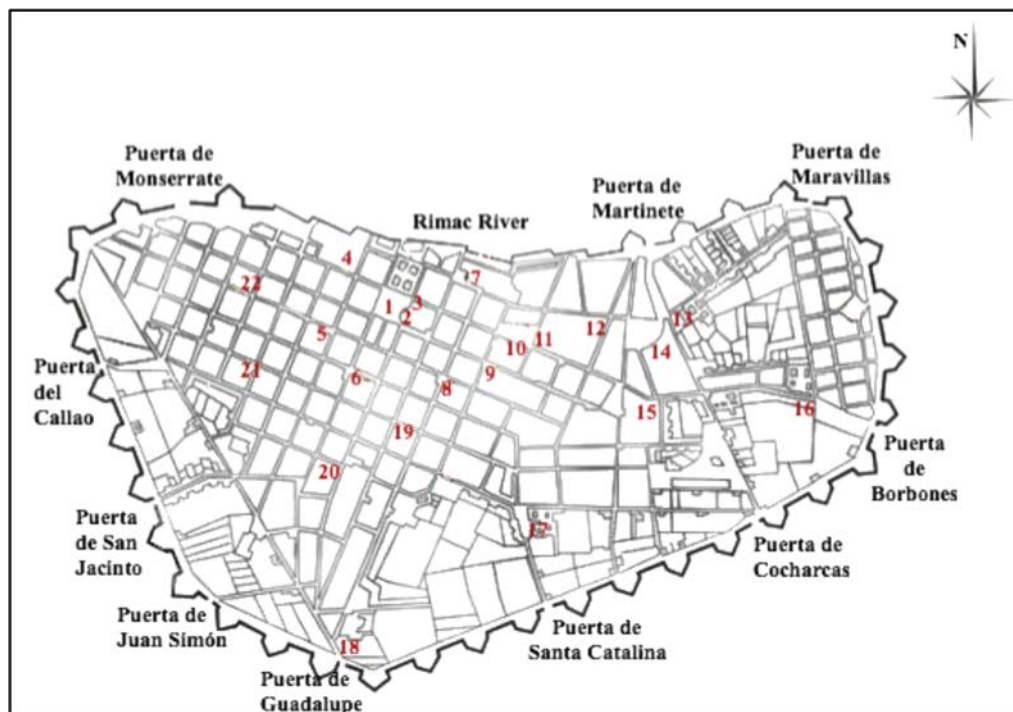 N
Puerta de
Monserrate
Puerta de
Maravillas
Puerta de
Martinete
Rimac River
4
7
22
1
3
2
5
12
13
11
10
14
9
6
21
8
Puerta
del
Callao
15
16
19
20
Puerta
de
Borbones
17
Puerta
de San
Jacinto
Puerta de
Cocharcas
Puerta de
Juan Simón
Puerta de
Santa Catalina
18
Puerta de
Guadalupe